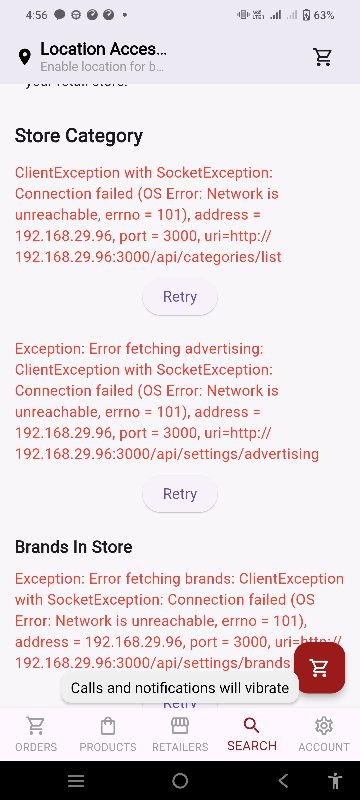 4:56
63%
Location Acces...
Enable location for b...
your retail store.
Store Category
ClientException with SocketException:
Connection failed (OS Error: Network is
unreachable, errno = 101), address =
192.168.29.96, port = 3000, uri=http://
192.168.29.96:3000/api/categories/list
Retry
Exception: Error fetching advertising:
ClientException with SocketException:
Connection failed (OS Error: Network is
unreachable, errno = 101), address =
192.168.29.96, port = 3000, uri=http://
192.168.29.96:3000/api/settings/advertising
Retry
Brands In Store
Exception: Error fetching brands: ClientException
with SocketException: Connection failed (OS
Error: Network is unreachable, errno = 101),
address = 192.168.29.96, port = 3000, uri=http://
192.168.29.96:3000/api/settings/brands
Calls and notifications will vibrate
Retry
ORDERS
PRODUCTS
RETAILERS
SEARCH
ACCOUNT